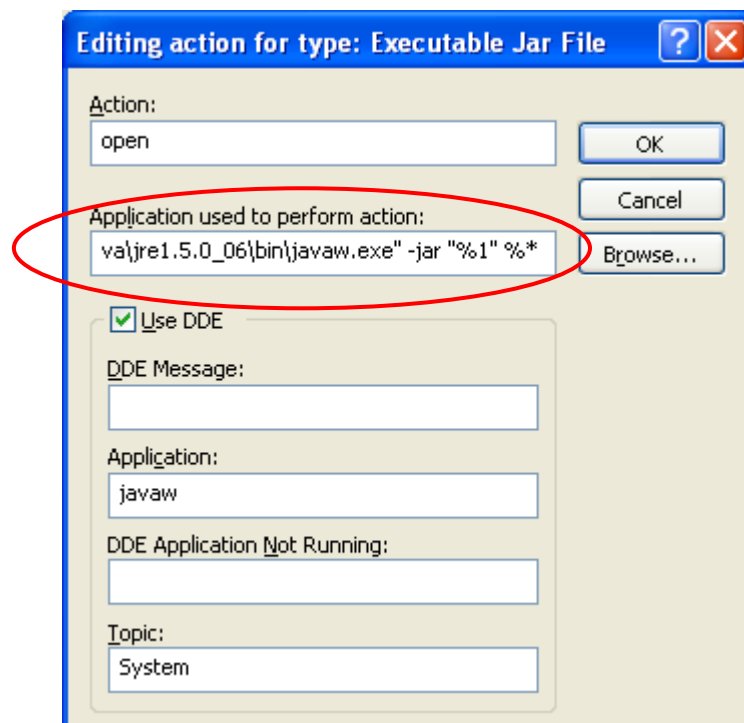 Editing action for type: Executable Jar File
Action:
open
OK
Cancel
Application used to perform action:
va\jre1.5.0_06\bin\javaw.exe" -jar "%1" %*
Browse...
Use DDE
DDE Message:
Application:
javaw
DDE Application Not Running:
Topic:
System